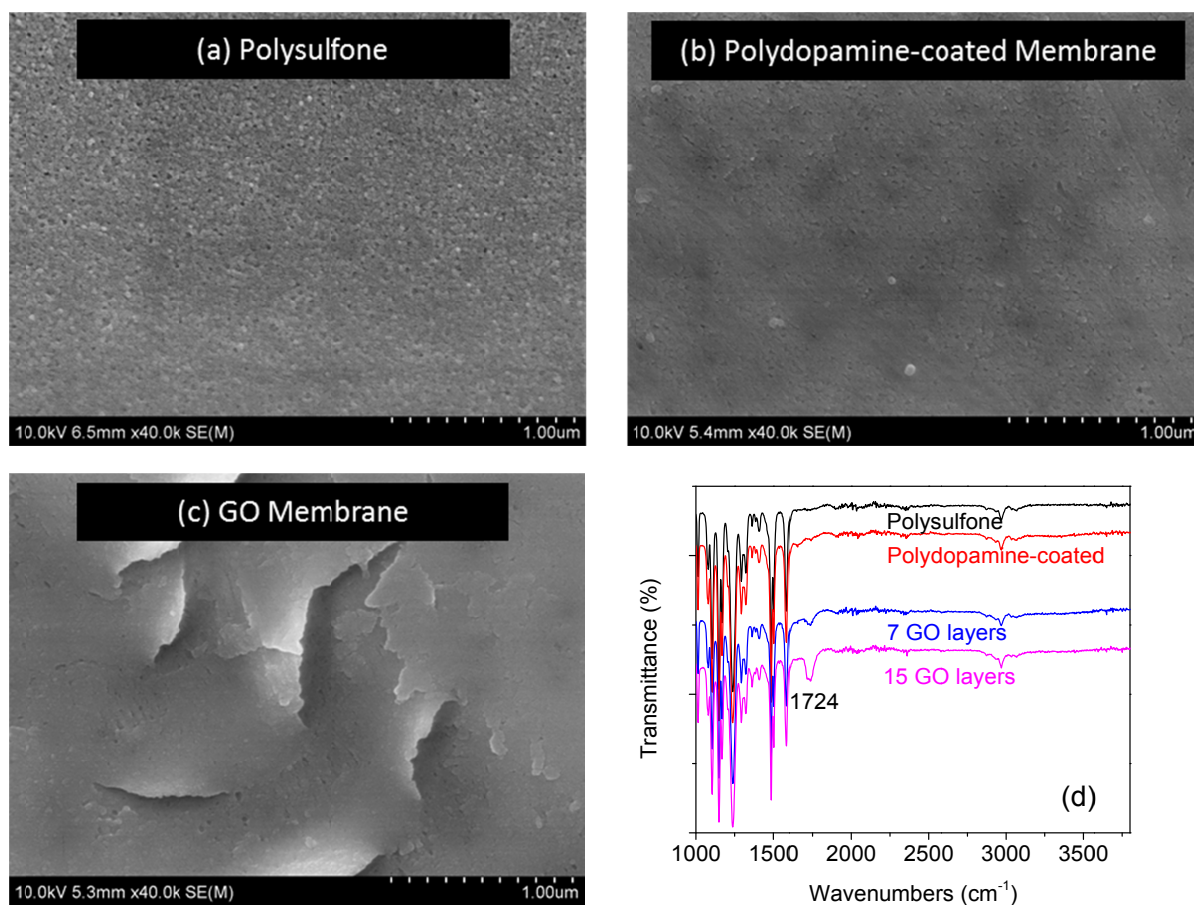 (a) Polysulfone
10.0kV 6.5mm x40.0k SE(M)
1.00um
(b) Polydopamine-coated Membrane
10.0kV 5.4mm x40.0k SE(M)
1.00um
(c) GO Membrane
10.0kV 5.3mm x40.0k SE(M)
1.00um
Transmittance (%)
Polysulfone
Polydopamine-coated
7 GO layers
15 GO layers
1724
(d)
1000 1500 2000 2500 3000 3500
Wavenumbers (cm⁻¹)